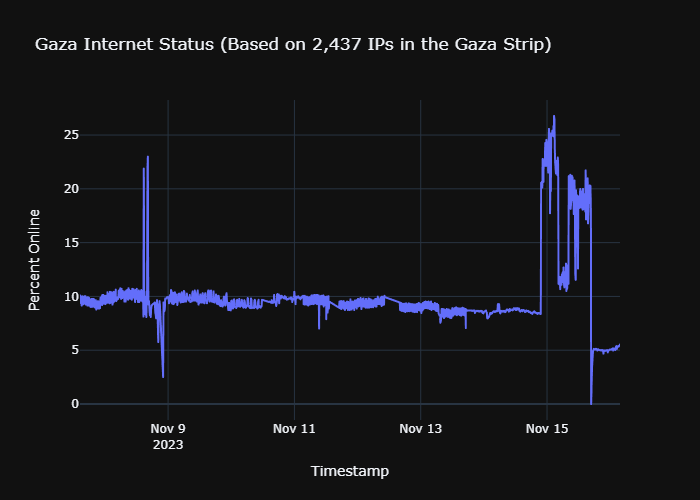 Gaza Internet Status (Based on 2,437 IPs in the Gaza Strip)
25
20
15
10
5
0
Percent Online
Nov 9
2023
Nov 11
Nov 13
Nov 15
Timestamp